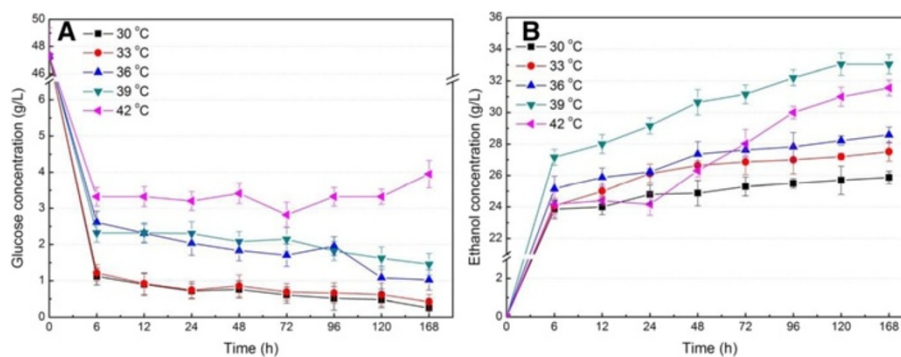 A
30 °C
33 °C
36 °C
39 °C
42 °C
50
48
46
6
5
4
3
2
1
0
Glucose concentration (g/L)
0 6 12 24 48 72 96 120 168
Time (h)
B
30 °C
33 °C
36 °C
39 °C
42 °C
36
34
32
30
28
26
24
22
2
0
Ethanol concentration (g/L)
0 6 12 24 48 72 96 120 168
Time (h)